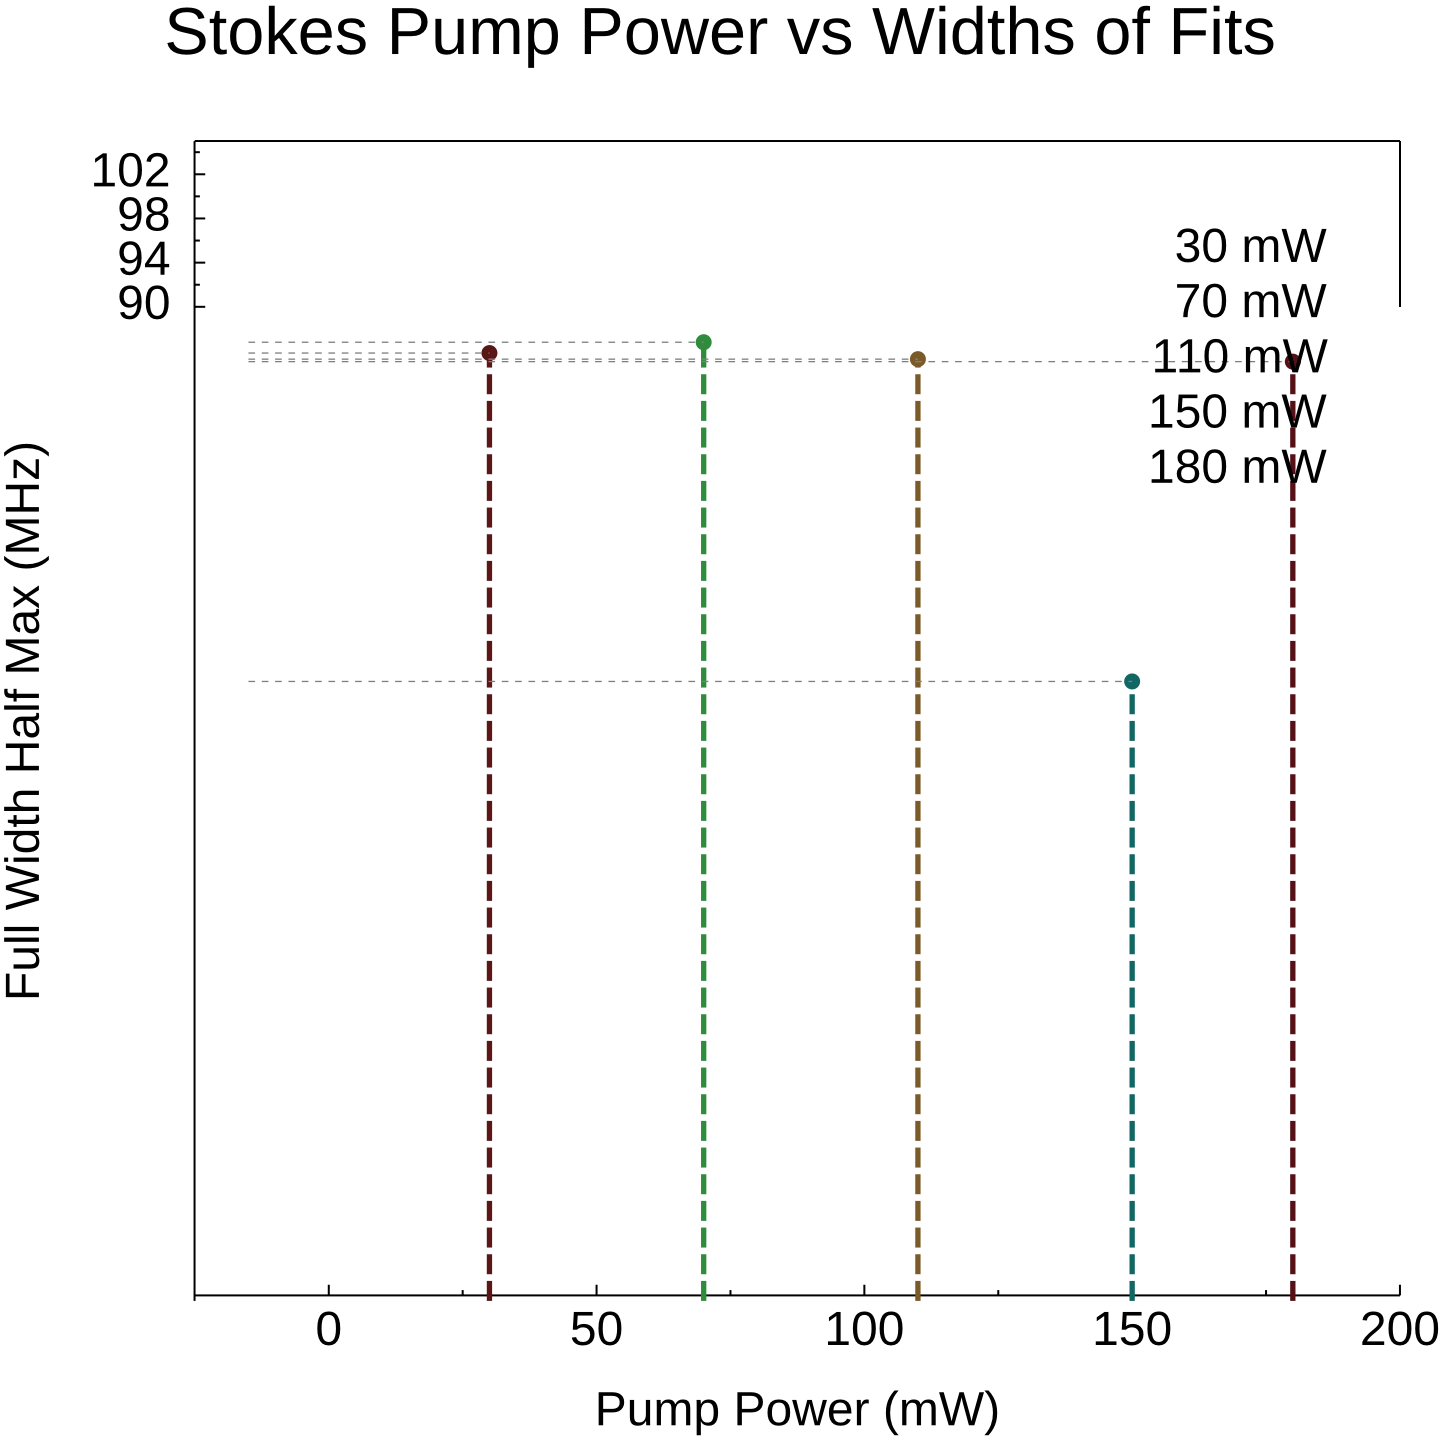 Stokes Pump Power vs Widths of Fits
102
98
94
90
30 mW
70 mW
110 mW
150 mW
180 mW
Full Width Half Max (MHz)
0 50 100 150 200
Pump Power (mW)